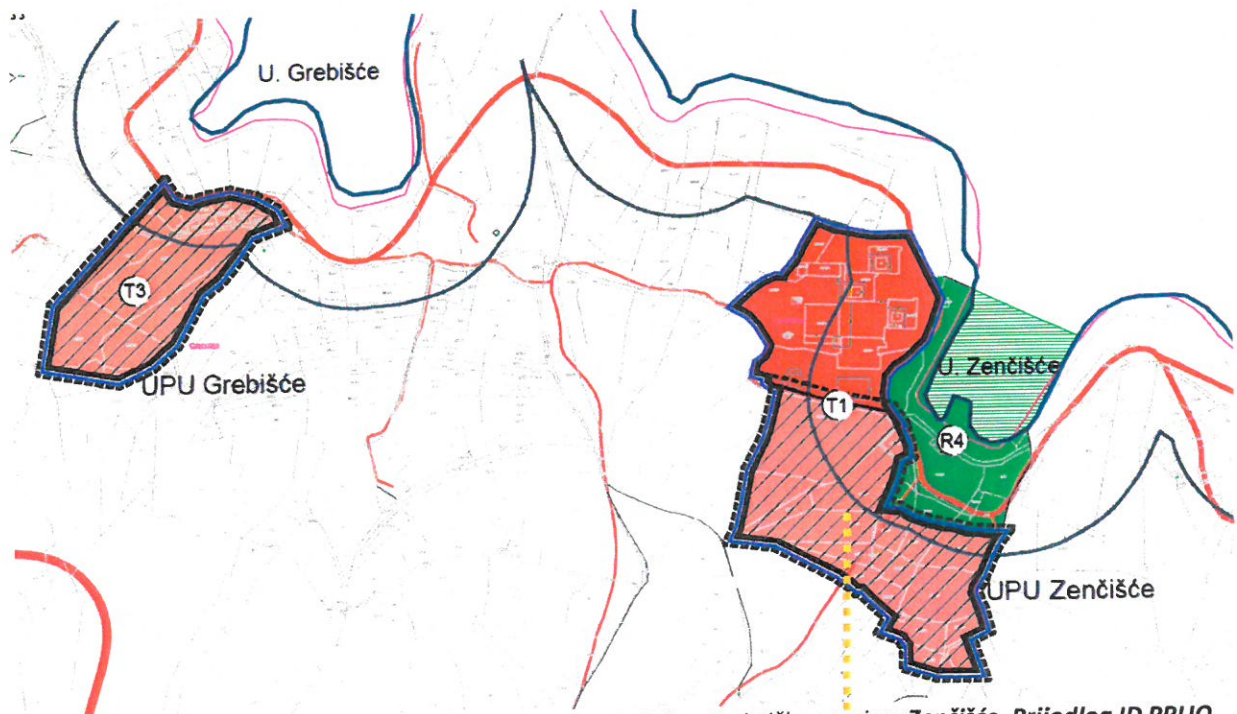 U. Grebišće
T3
UPU Grebišće
U. Zenčišće
T1
R4
UPU Zenčišće
Zenčišće, Prijedlog ID PPUO